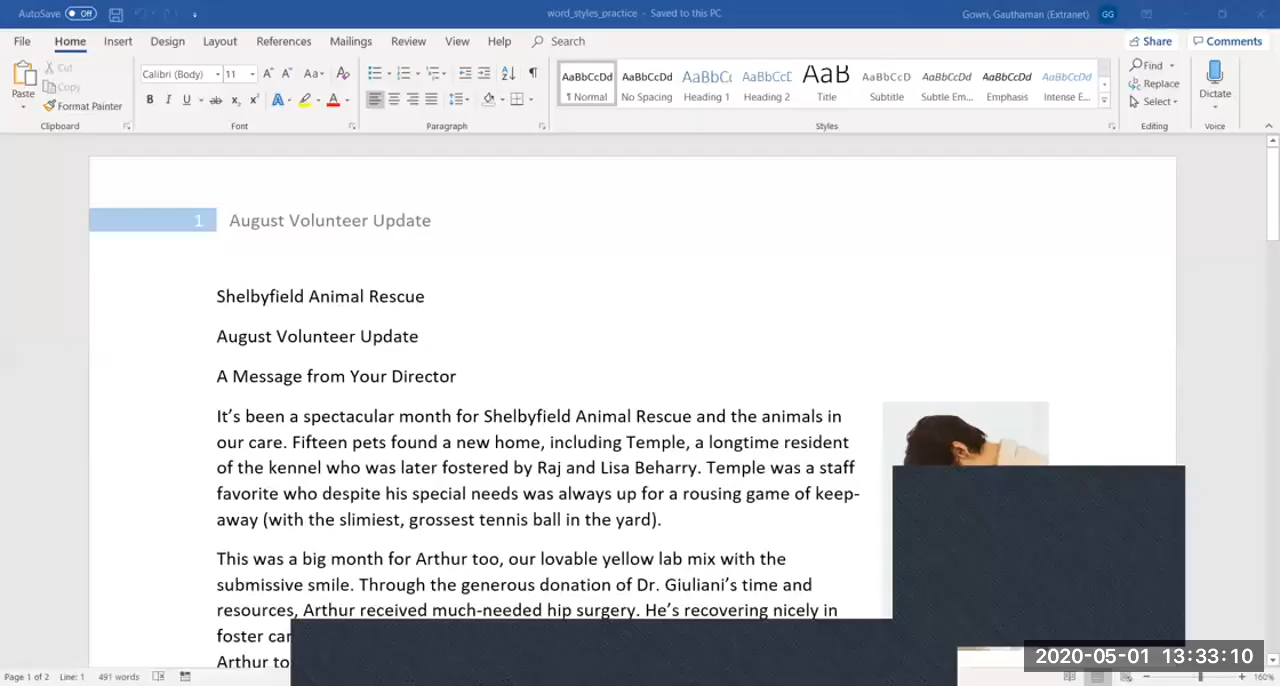 AutoSave Off word_styles_practice - Saved to this PC Gowri, Gauthaman (Extranet) GG
File Home Insert Design Layout References Mailings Review View Help Search Share Comments
Paste Cut Copy Format Painter
Clipboard
Calibri (Body) 11 A A Aa A
B I U ab x₂ x² A A
Font
Paragraph
AaBbCcDd AaBbCcDd AaBbCc AaBbCcE AaB AaBbCcD AaBbCcDd AaBbCcDd AaBbCcDd
¶ Normal No Spacing Heading 1 Heading 2 Title Subtitle Subtle Em... Emphasis Intense E...
Styles
Find
Replace
Select
Editing
Dictate
Voice
1 August Volunteer Update
Shelbyfield Animal Rescue
August Volunteer Update
A Message from Your Director
It’s been a spectacular month for Shelbyfield Animal Rescue and the animals in
our care. Fifteen pets found a new home, including Temple, a longtime resident
of the kennel who was later fostered by Raj and Lisa Beharry. Temple was a staff
favorite who despite his special needs was always up for a rousing game of keep-
away (with the slimiest, grossest tennis ball in the yard).
This was a big month for Arthur too, our lovable yellow lab mix with the
submissive smile. Through the generous donation of Dr. Giuliani’s time and
resources, Arthur received much-needed hip surgery. He’s recovering nicely in
foster car
Arthur to
2020-05-01 13:33:10
Page 1 of 2 Line: 1 491 words 160%